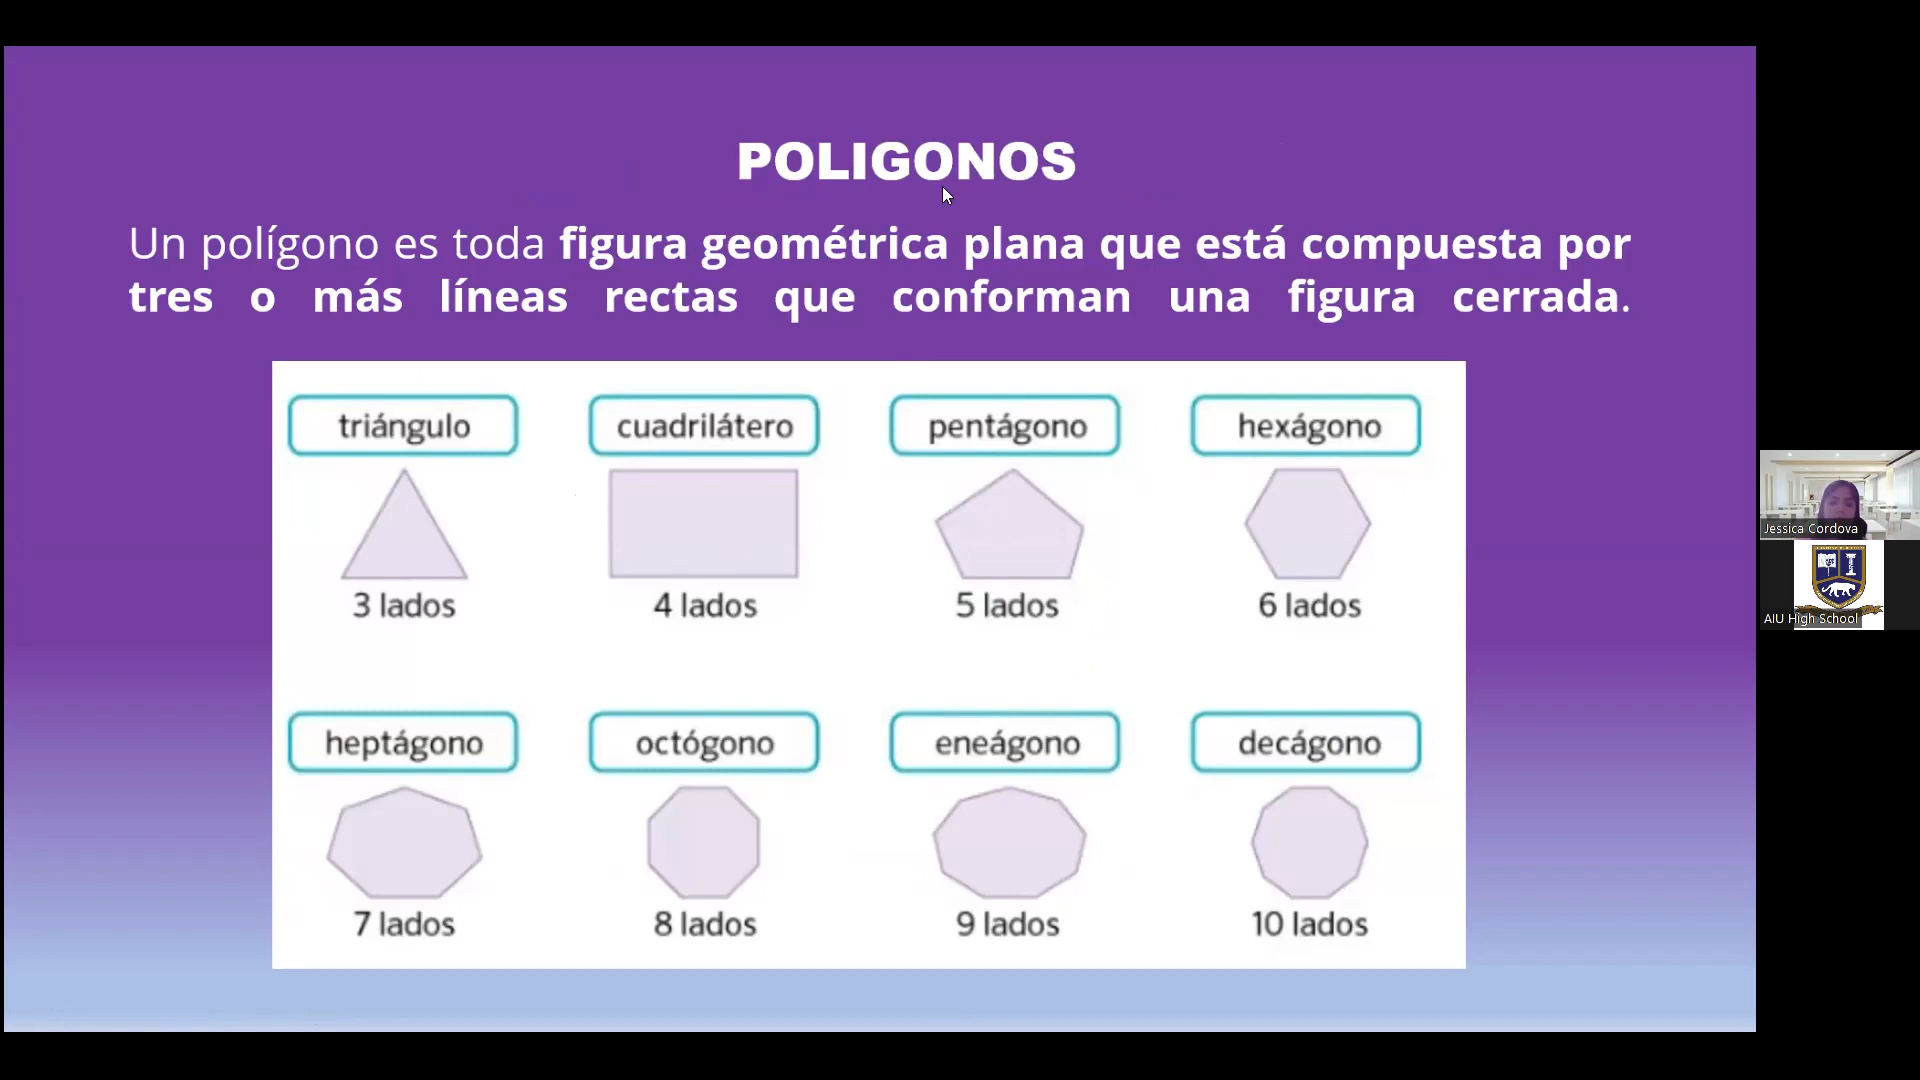 POLIGONOS
Un polígono es toda figura geométrica plana que está compuesta por
tres o más líneas rectas que conforman una figura cerrada.
triángulo
cuadrilátero
pentágono
hexágono
3 lados
4 lados
5 lados
6 lados
heptágono
octógono
eneágono
decágono
7 lados
8 lados
9 lados
10 lados
Jessica Cordova
AIU High School